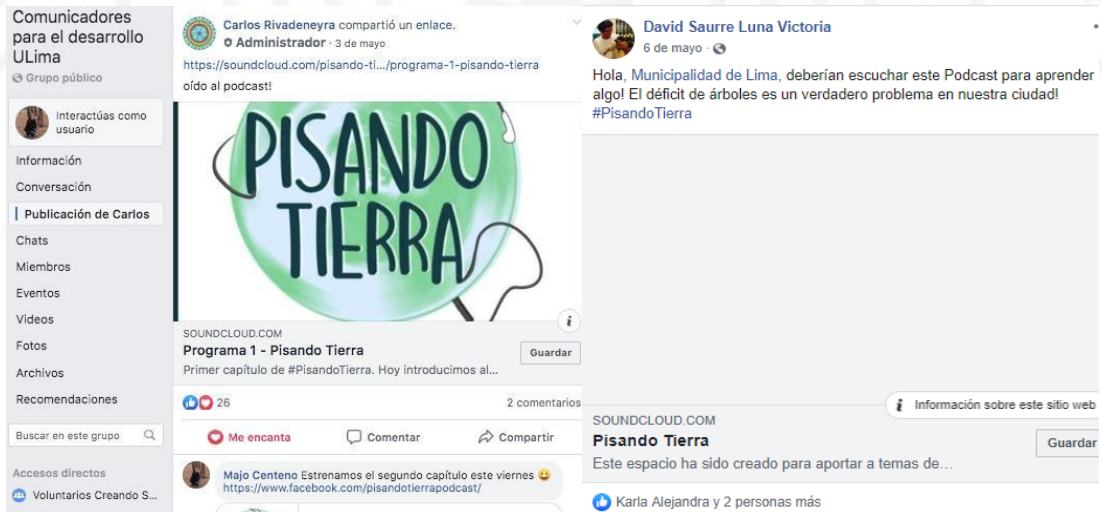 Comunicadores
para el desarrollo
ULima
Grupo público
Interactúas como
usuario
Información
Conversación
Publicación de Carlos
Chats
Miembros
Eventos
Videos
Fotos
Archivos
Recomendaciones
Buscar en este grupo
Accesos directos
Voluntarios Creando S...
Carlos Rivadeneyra compartió un enlace.
Administrador · 3 de mayo
https://soundcloud.com/pisando-ti.../programa-1-pisando-tierra
oído al podcast!
PISANDO
TIERRA
SOUNDCLOUD.COM
Programa 1 - Pisando Tierra
Guardar
Primer capítulo de #PisandoTierra. Hoy introducimos al...
26
2 comentarios
Me encanta
Comentar
Compartir
Majo Centeno Estrenamos el segundo capítulo este viernes 😀
https://www.facebook.com/pisandotierrapodcast/
David Saurre Luna Victoria
6 de mayo ·
Hola, Municipalidad de Lima, deberían escuchar este Podcast para aprender
algo! El déficit de árboles es un verdadero problema en nuestra ciudad!
#PisandoTierra
i Información sobre este sitio web
SOUNDCLOUD.COM
Pisando Tierra
Guardar
Este espacio ha sido creado para aportar a temas de...
Karla Alejandra y 2 personas más